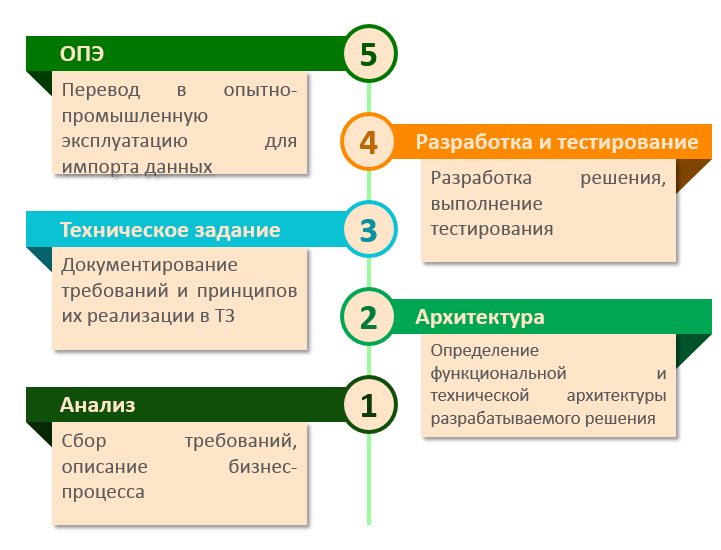 ОПЭ
5
Перевод в опытно-
промышленную
эксплуатацию для
импорта данных
4
Разработка и тестирование
Разработка решения,
выполнение
тестирования
Техническое задание
3
Документирование
требований и принципов
их реализации в ТЗ
2
Архитектура
Определение
функциональной и
технической архитектуры
разрабатываемого решения
Анализ
1
Сбор требований,
описание бизнес-
процесса